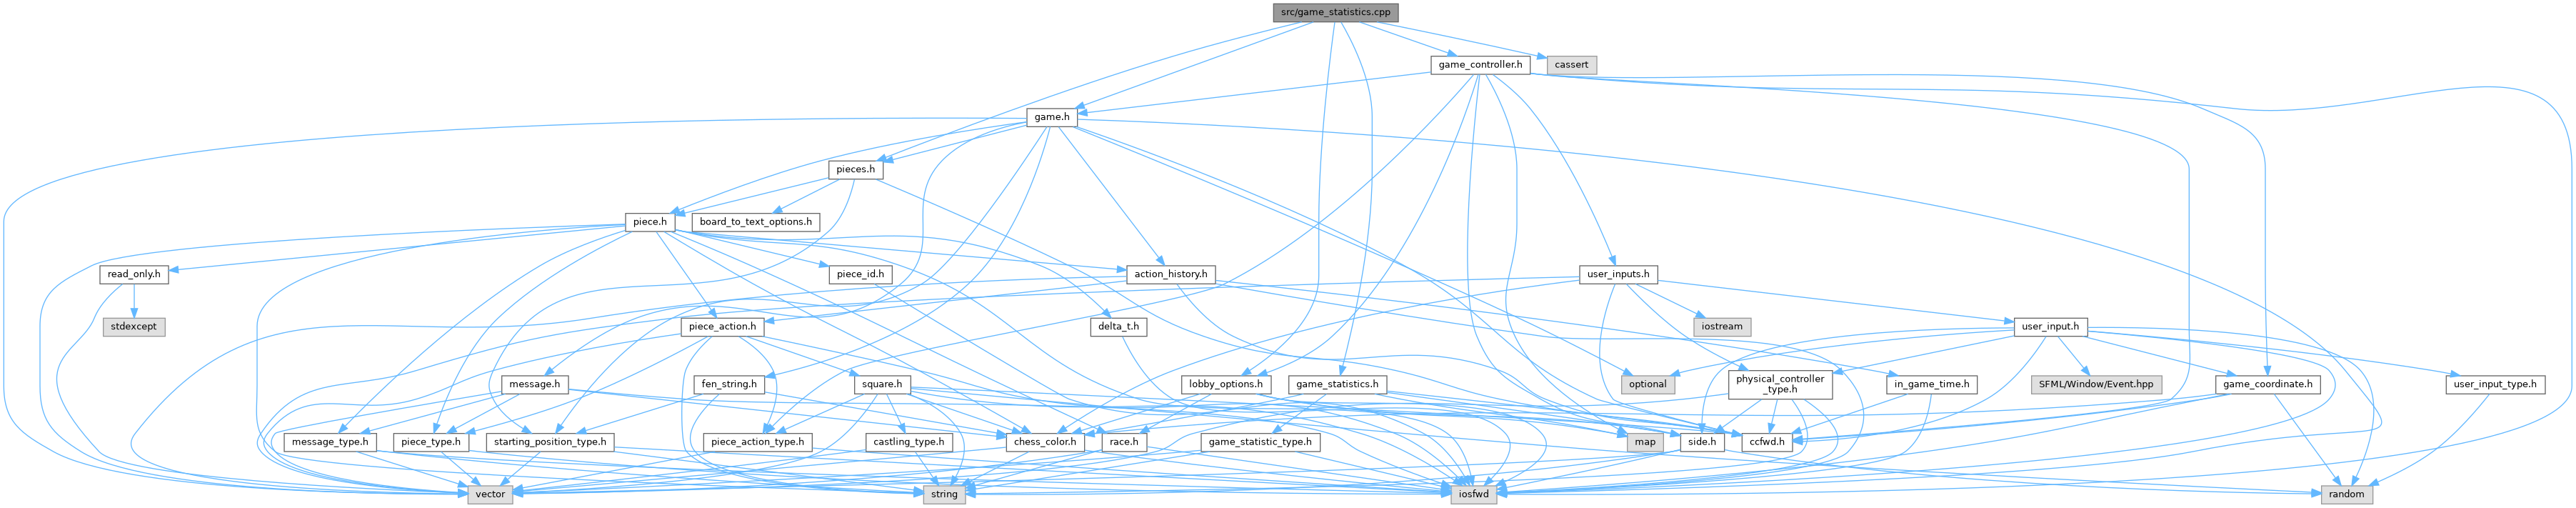 src/game_statistics.cpp
game_controller.h
cassert
game.h
pieces.h
piece.h
board_to_text_options.h
read_only.h
piece_id.h
action_history.h
user_inputs.h
stdexcept
piece_action.h
delta_t.h
iostream
user_input.h
message.h
fen_string.h
square.h
lobby_options.h
game_statistics.h
optional
physical_controller
_type.h
in_game_time.h
SFML/Window/Event.hpp
game_coordinate.h
user_input_type.h
message_type.h
piece_type.h
starting_position_type.h
piece_action_type.h
castling_type.h
chess_color.h
race.h
game_statistic_type.h
map
side.h
ccfwd.h
vector
string
iosfwd
random